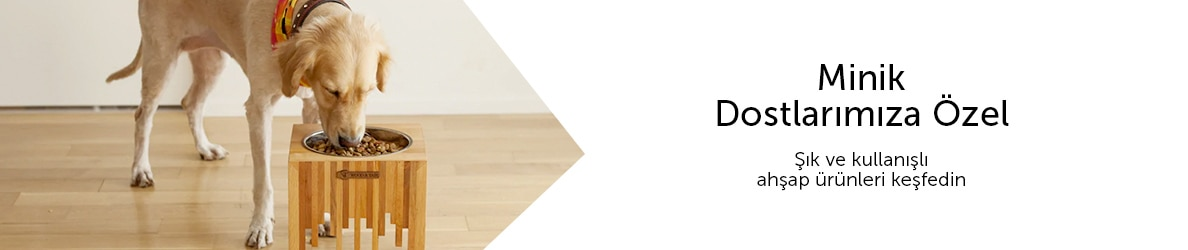 Minik
Dostlarımıza Özel
Şık ve kullanışlı
ahşap ürünleri keşfedin